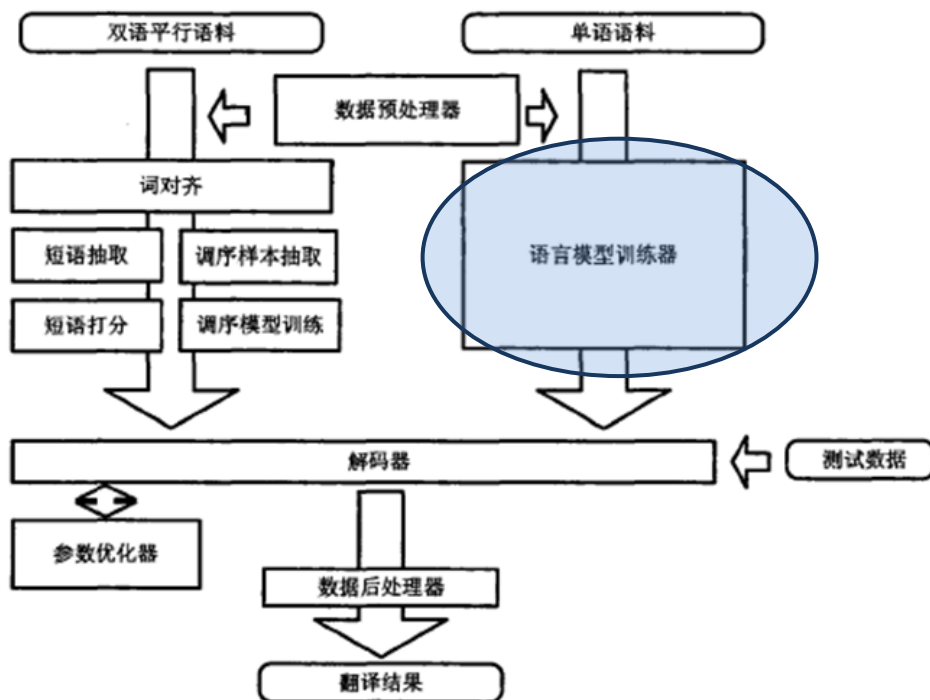 双语平行语料
单语语料
数据预处理器
词对齐
语言模型训练器
短语抽取
调序样本抽取
短语打分
调序模型训练
解码器
测试数据
参数优化器
数据后处理器
翻译结果